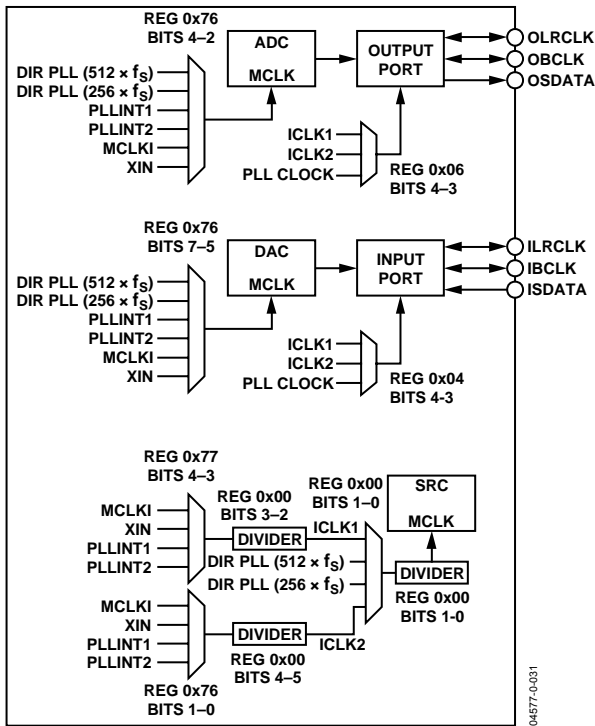 REG 0x76
BITS 4–2
ADC
MCLK
OUTPUT
PORT
OLRCLK
OBCLK
OSDATA
DIR PLL (512 × fS)
DIR PLL (256 × fS)
PLLINT1
PLLINT2
MCLKI
XIN
ICLK1
ICLK2
PLL CLOCK
REG 0x06
BITS 4–3
REG 0x76
BITS 7–5
DAC
MCLK
INPUT
PORT
ILRCLK
IBCLK
ISDATA
DIR PLL (512 × fS)
DIR PLL (256 × fS)
PLLINT1
PLLINT2
MCLKI
XIN
ICLK1
ICLK2
PLL CLOCK
REG 0x04
BITS 4-3
REG 0x77
BITS 4–3
MCLKI
XIN
PLLINT1
PLLINT2
REG 0x00
BITS 3–2
DIVIDER
ICLK1
REG 0x00
BITS 1–0
SRC
MCLK
DIR PLL (512 × fS)
DIR PLL (256 × fS)
DIVIDER
REG 0x00
BITS 1-0
MCLKI
XIN
PLLINT1
PLLINT2
DIVIDER
ICLK2
REG 0x00
BITS 4–5
REG 0x76
BITS 1–0
04577-0-031